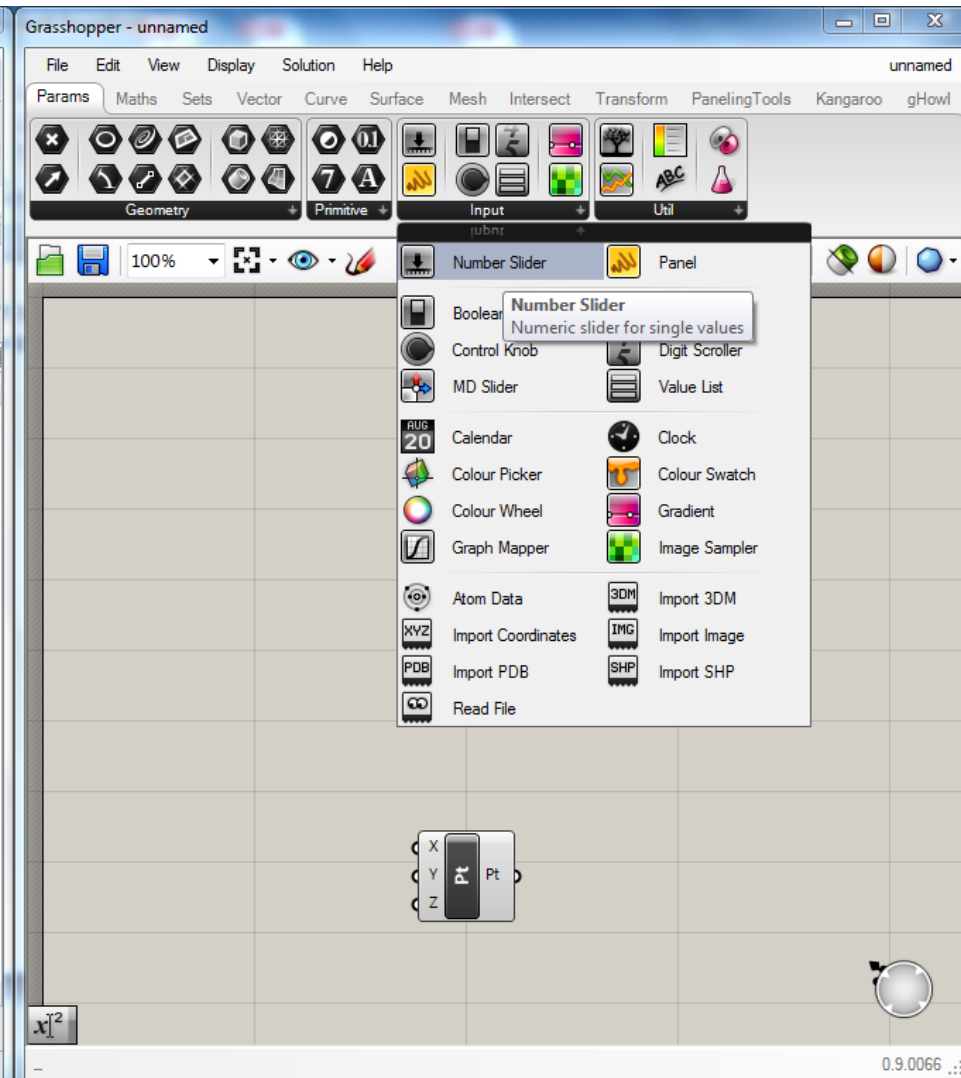 Grasshopper - unnamed
File Edit View Display Solution Help unnamed
Params Maths Sets Vector Curve Surface Mesh Intersect Transform PanelingTools Kangaroo gHowl
0.1
7 A ABC
Geometry Primitive Input Util
Input
100%
Number Slider Panel
Number Slider
Boolea
Numeric slider for single values
Control Knob Digit Scroller
MD Slider Value List
AUG
20 Calendar Clock
Colour Picker Colour Swatch
Colour Wheel Gradient
Graph Mapper Image Sampler
Atom Data 3DM Import 3DM
XYZ Import Coordinates IMG Import Image
PDB Import PDB SHP Import SHP
Read File
X
Y Pt Pt
Z
x²
0.9.0066